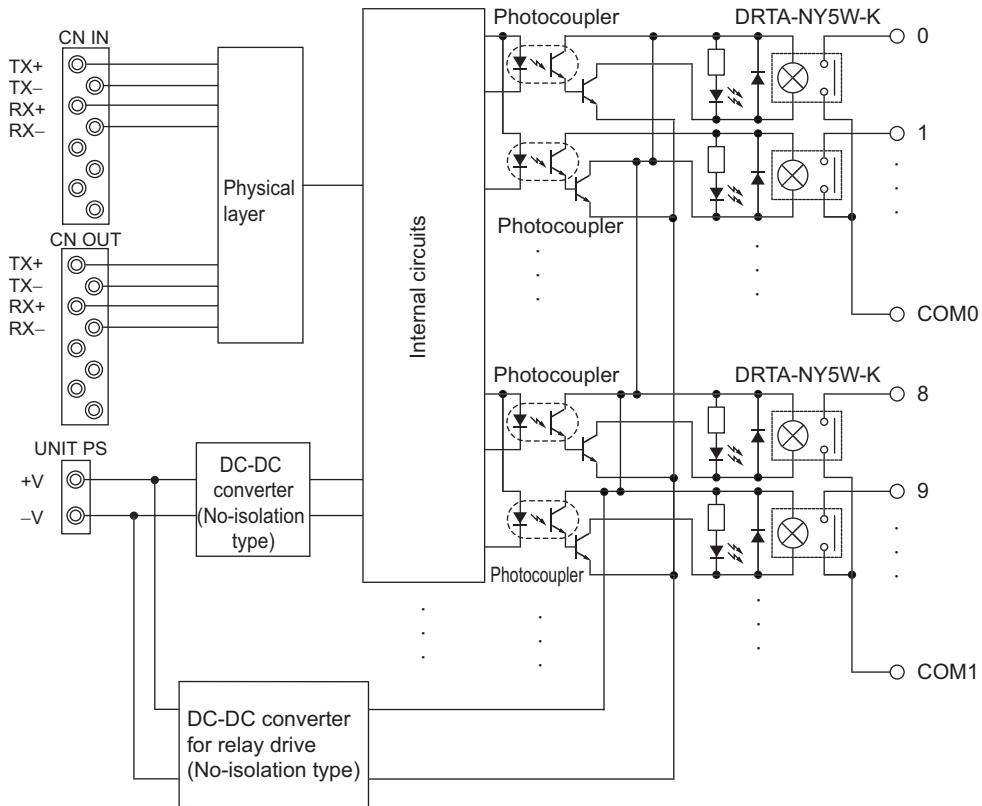 Photocoupler
DRTA-NY5W-K
0
CN IN
TX+
TX–
RX+
RX–
1
Physical
layer
Internal circuits
Photocoupler
CN OUT
TX+
TX–
RX+
RX–
COM0
Photocoupler
DRTA-NY5W-K
8
UNIT PS
+V
–V
DC-DC
converter
(No-isolation
type)
9
Photocoupler
COM1
DC-DC converter
for relay drive
(No-isolation type)